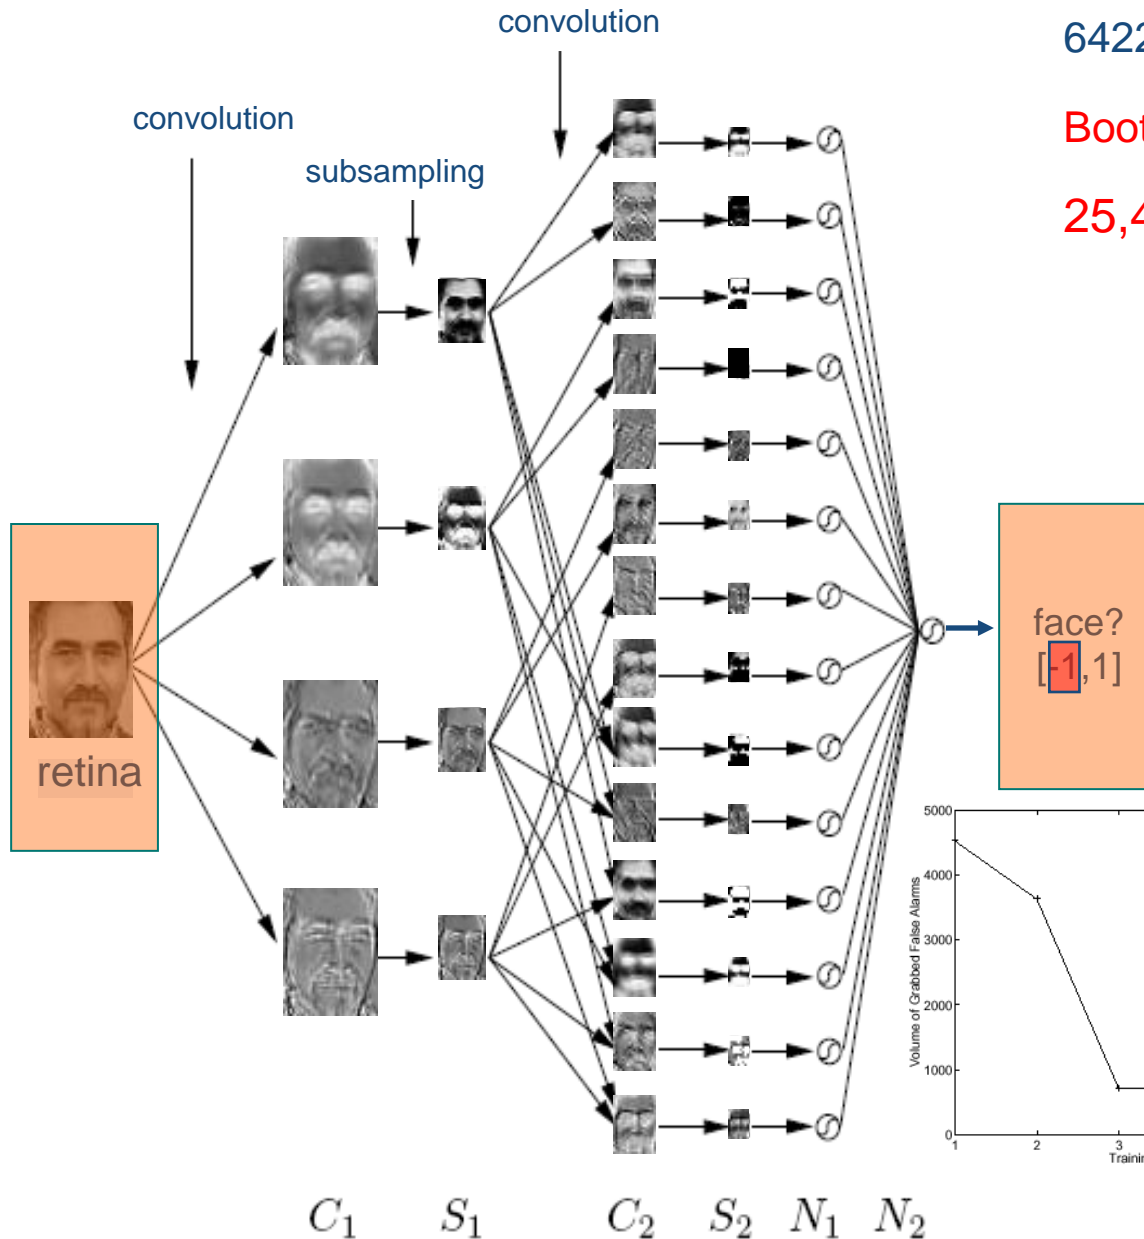 convolution
6422
convolution
Boot
subsampling
25,4
face?
[-1,1]
retina
5000
4000
3000
2000
1000
0
Volume of Grabbed False Alarms
1 2 3
Trainin
C₁ S₁ C₂ S₂ N₁ N₂